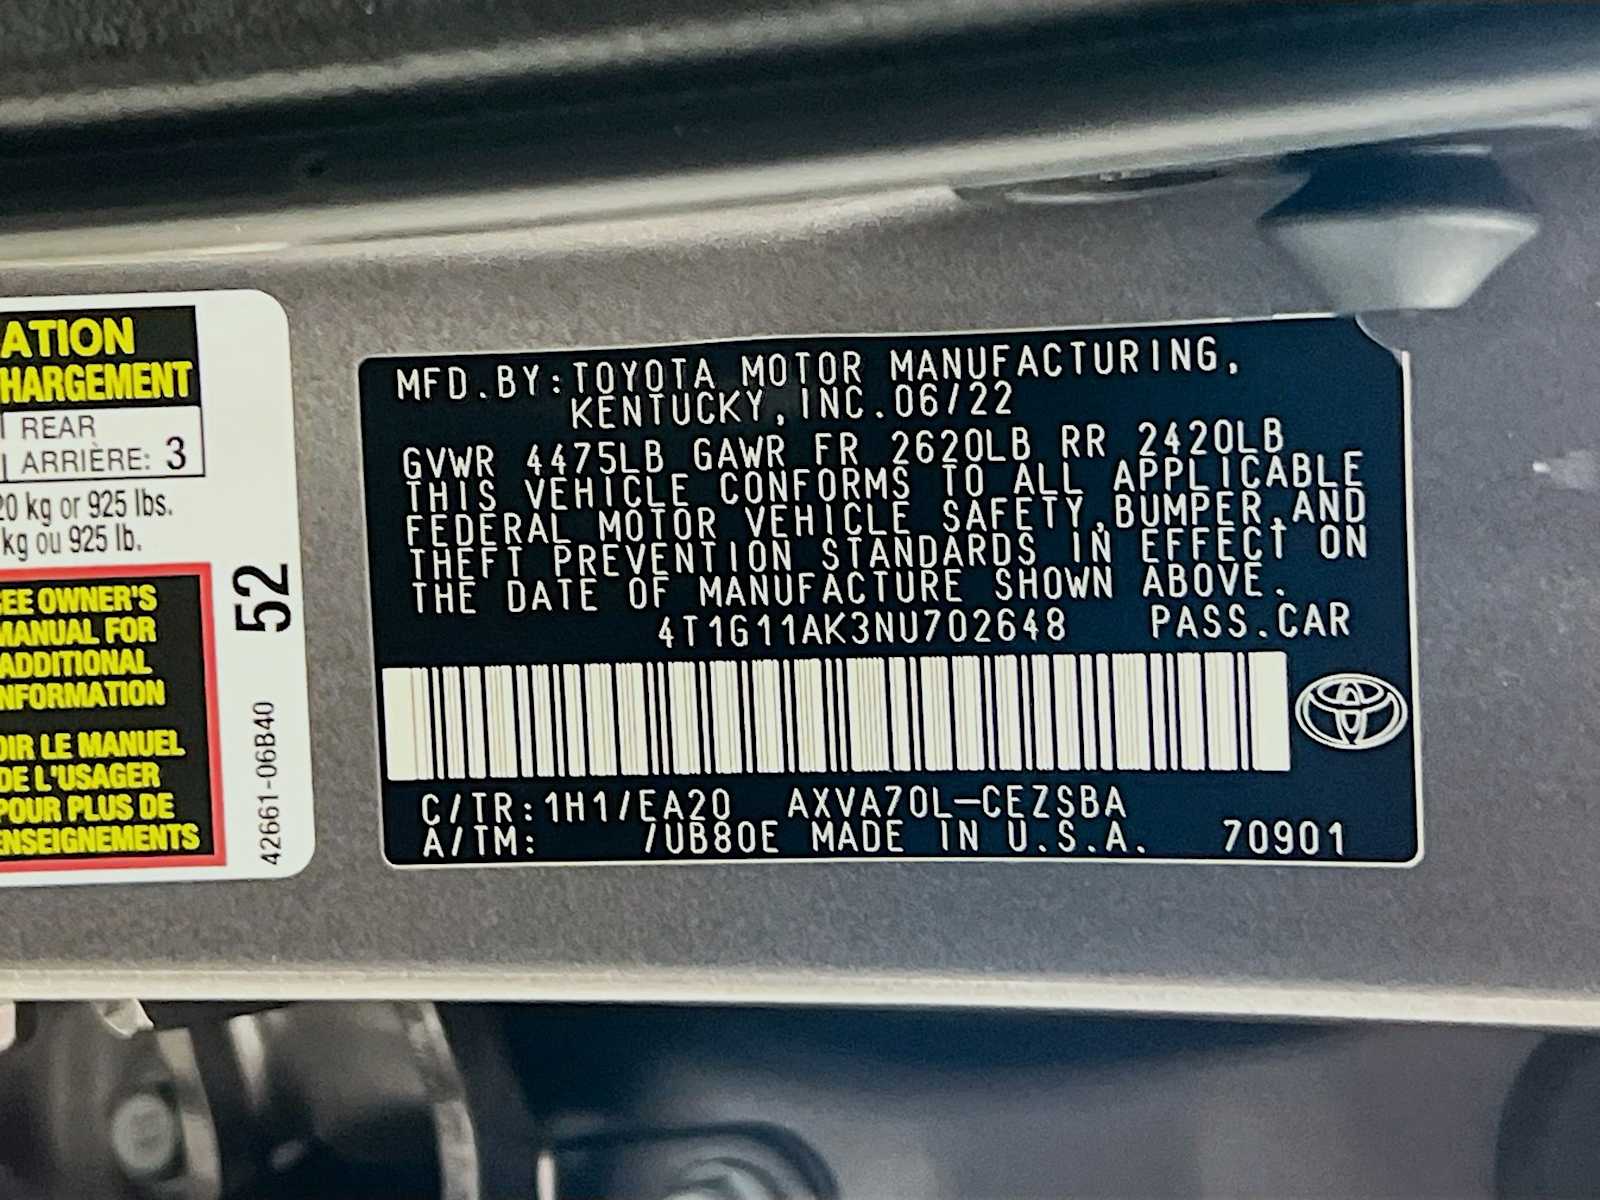 ATION
HARGEMENT
REAR
ARRIÈRE: 3
20 kg or 925 lbs.
kg ou 925 lb.
SEE OWNER'S
MANUAL FOR
ADDITIONAL
INFORMATION
OIR LE MANUEL
DE L'USAGER
POUR PLUS DE
ENSEIGNEMENTS
52
42661-06B40
MFD.BY:TOYOTA MOTOR MANUFACTURING,
KENTUCKY,INC.06/22
GVWR 4475LB GAWR FR 2620LB RR 2420LB
THIS VEHICLE CONFORMS TO ALL APPLICABLE
FEDERAL MOTOR VEHICLE SAFETY,BUMPER,AND
THEFT PREVENTION STANDARDS IN EFFECT ON
THE DATE OF MANUFACTURE SHOWN ABOVE.
4T1G11AK3NU702648 PASS.CAR
C/TR:1H1/EA20 AXVA70L-CEZSBA
A/TM: /UB80E MADE IN U.S.A. 70901